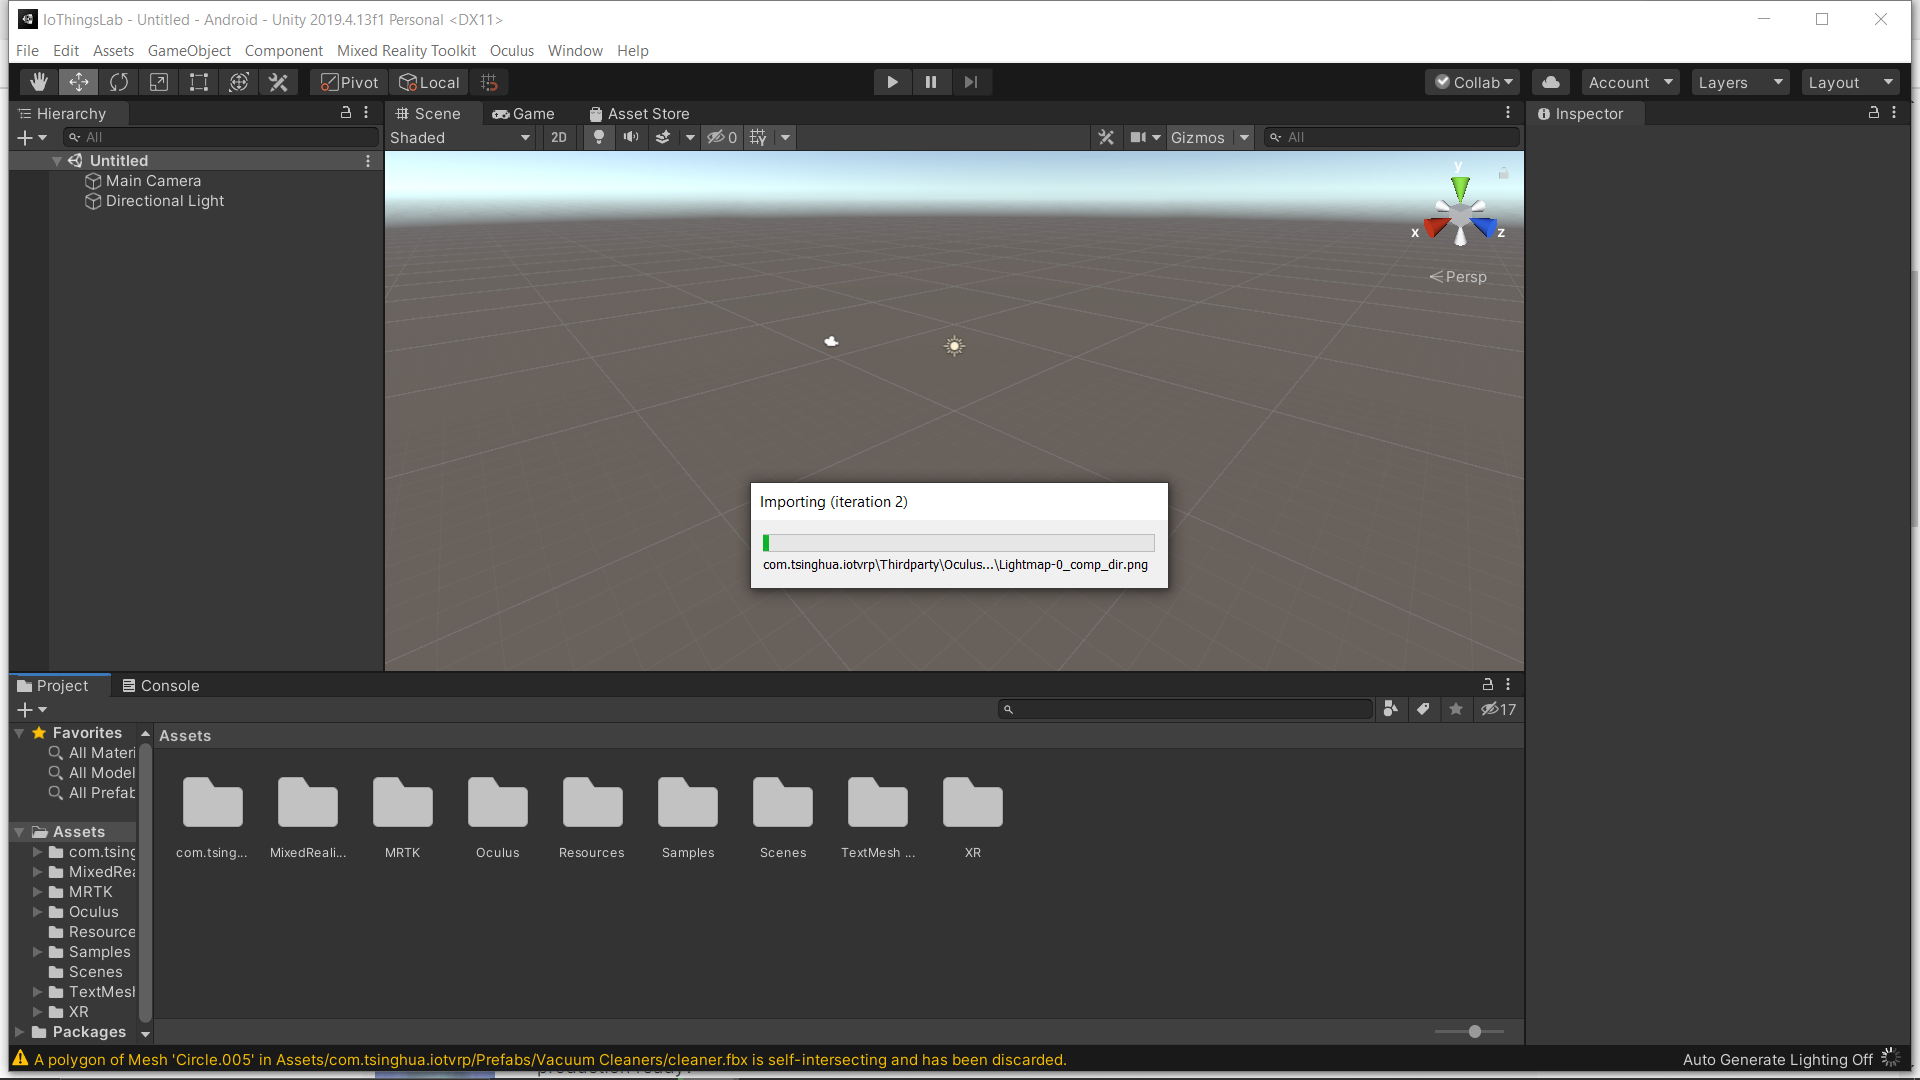 IoThingsLab - Untitled - Android - Unity 2019.4.13f1 Personal <DX11>
File Edit Assets GameObject Component Mixed Reality Toolkit Oculus Window Help
Pivot Local Collab Account Layers Layout
Hierarchy
All
Untitled
Main Camera
Directional Light
Scene Game Asset Store
Shaded 2D 0 Gizmos All
y
x z
Persp
Importing (iteration 2)
com.tsinghua.iotvrp\Thirdparty\Oculus...\Lightmap-0_comp_dir.png
Inspector
Project Console
17
Favorites
All Materi
All Model
All Prefab
Assets
com.tsing
MixedRea
MRTK
Oculus
Resource
Samples
Scenes
TextMesh
XR
Packages
Assets
com.tsing... MixedReali... MRTK Oculus Resources Samples Scenes TextMesh ... XR
A polygon of Mesh 'Circle.005' in Assets/com.tsinghua.iotvrp/Prefabs/Vacuum Cleaners/cleaner.fbx is self-intersecting and has been discarded.
Auto Generate Lighting Off